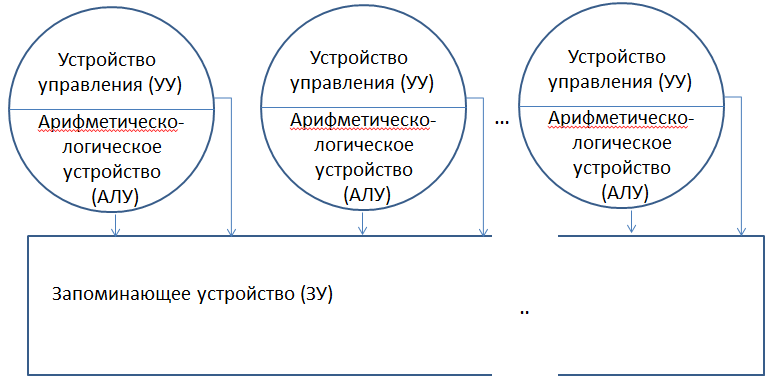 Устройство
управления (УУ)
Арифметическо-
логическое
устройство
(АЛУ)
Устройство
управления (УУ)
Арифметическо-
логическое
устройство
(АЛУ)
...
Устройство
управления (УУ)
Арифметическо-
логическое
устройство
(АЛУ)
Запоминающее устройство (ЗУ)
..